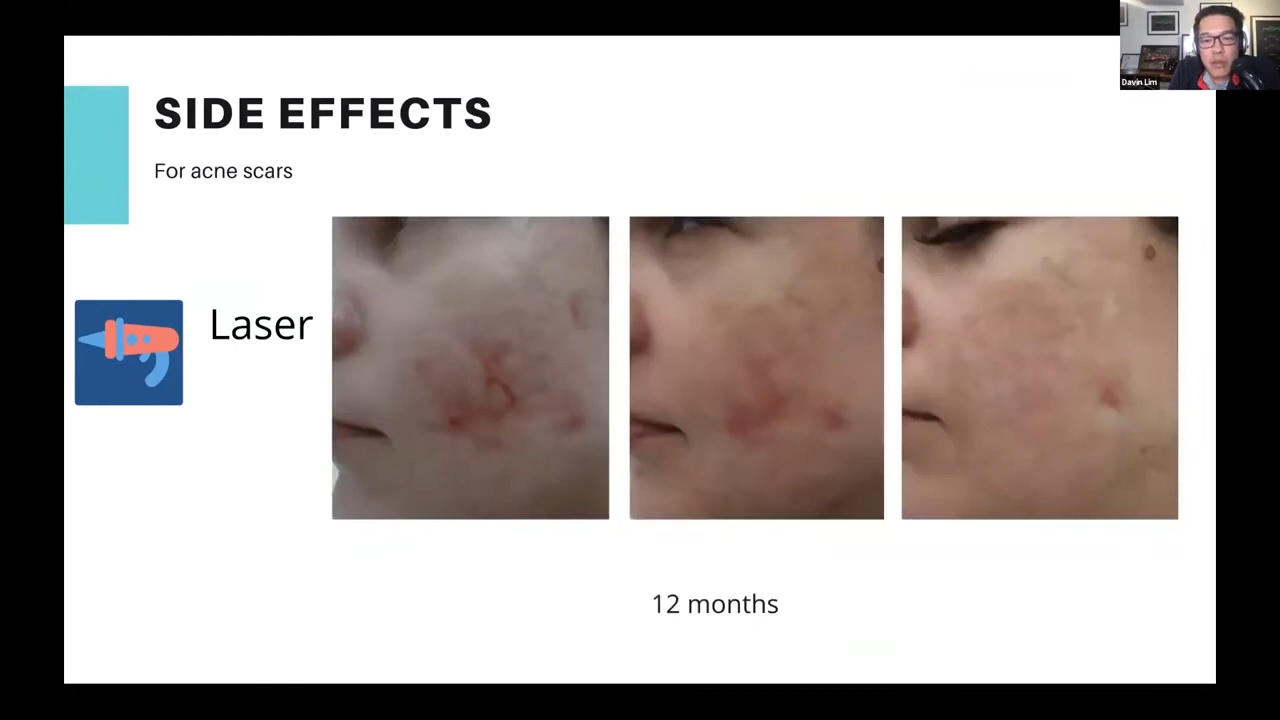 Davin Lim
SIDE EFFECTS
For acne scars
Laser
12 months